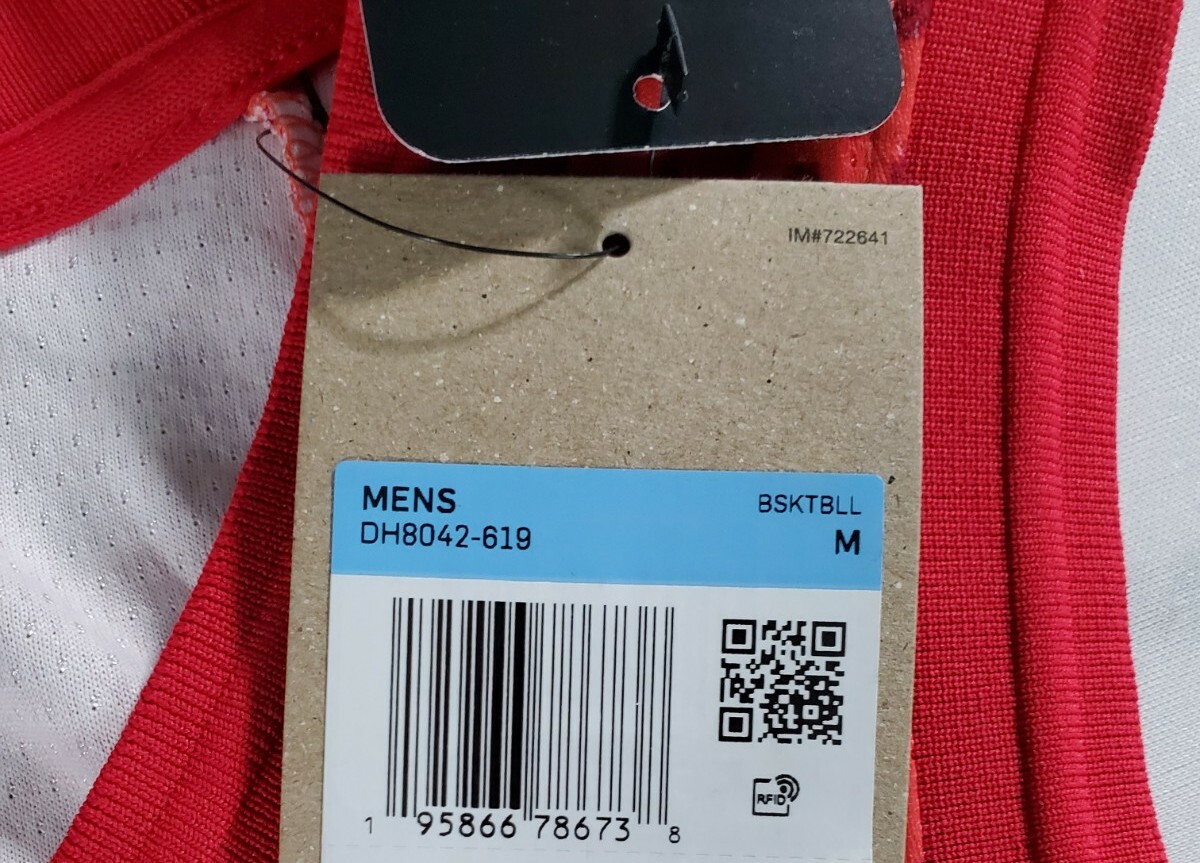 IM#722641
MENS
BSKTBLL
DH8042-619
M
RFID
1 95866 78673 8